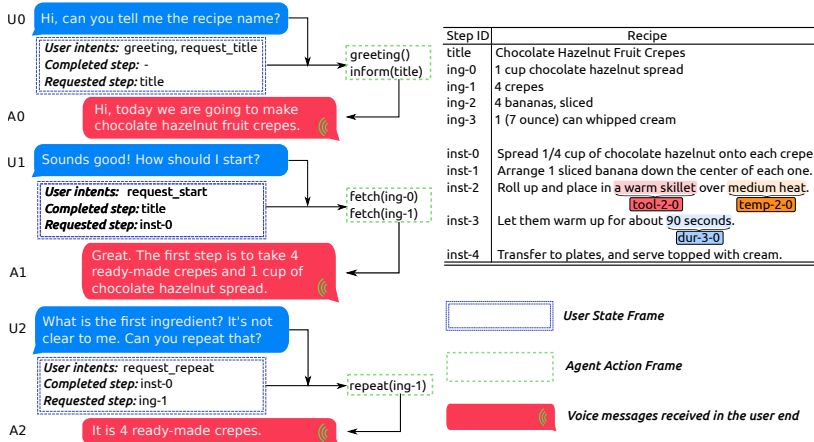 U0
Hi, can you tell me the recipe name?
User intents: greeting, request_title
Completed step: -
Requested step: title
greeting()
inform(title)
A0
Hi, today we are going to make
chocolate hazelnut fruit crepes.
U1
Sounds good! How should I start?
User intents: request_start
Completed step: title
Requested step: inst-0
fetch(ing-0)
fetch(ing-1)
A1
Great. The first step is to take 4
ready-made crepes and 1 cup of
chocolate hazelnut spread.
U2
What is the first ingredient? It's not
clear to me. Can you repeat that?
User intents: request_repeat
Completed step: inst-0
Requested step: ing-1
repeat(ing-1)
A2
It is 4 ready-made crepes.
Step ID Recipe
title Chocolate Hazelnut Fruit Crepes
ing-0 1 cup chocolate hazelnut spread
ing-1 4 crepes
ing-2 4 bananas, sliced
ing-3 1 (7 ounce) can whipped cream
inst-0 Spread 1/4 cup of chocolate hazelnut onto each crepe.
inst-1 Arrange 1 sliced banana down the center of each one.
inst-2 Roll up and place in a warm skillet over medium heat.
tool-2-0 temp-2-0
inst-3 Let them warm up for about 90 seconds.
dur-3-0
inst-4 Transfer to plates, and serve topped with cream.
User State Frame
Agent Action Frame
Voice messages received in the user end